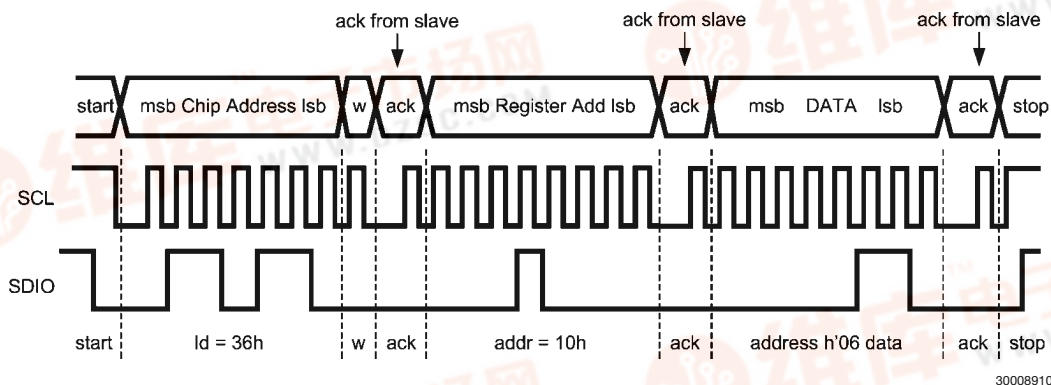 ack from slave ack from slave ack from slave
start msb Chip Address lsb w ack msb Register Add lsb ack msb DATA lsb ack stop
SCL
SDIO
start Id = 36h w ack addr = 10h ack address h'06 data ack stop
30008910